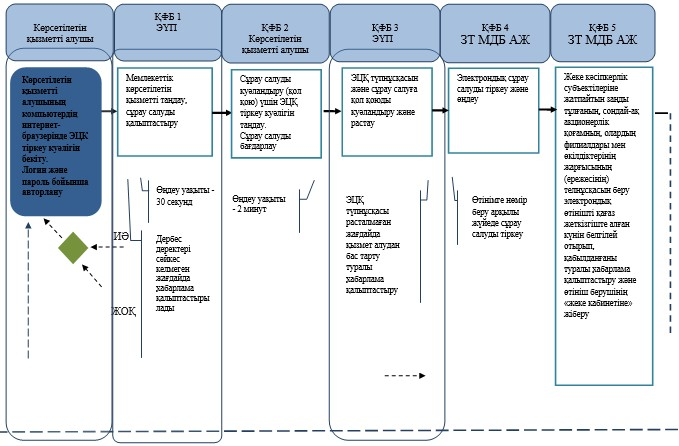 Көрсетілетін
қызметті алушы
ҚФБ 1
ЭҮП
ҚФБ 2
Көрсетілетін
қызметті алушы
ҚФБ 3
ЭҮП
ҚФБ 4
ЗТ МДБ АЖ
ҚФБ 5
ЗТ МДБ АЖ
Көрсетілетін
қызметті
алушының
компьютердің
интернет-
браузерінде ЭЦҚ
тіркеу куәлігін
бекіту.
Логин және
пароль бойынша
авторлану
Мемлекеттік
көрсетілетін
қызметті таңдау,
сұрау салуды
қалыптастыру
Сұрау салуды
куәландыру (қол
қою) үшін ЭЦҚ
тіркеу куәлігін
таңдау.
Сұрау салуды
бағдарлау
ЭЦҚ түпнұсқасын
және сұрау салуға
қол қоюды
куәландыру және
растау
Электрондық сұрау
салуды тіркеу және
өңдеу
Жеке кәсіпкерлік
субъектілеріне
жатпайтын заңды
тұлғаның, сондай-ақ
акционерлік
қоғамның, олардың
филиалдары мен
өкілдіктерінің
жарғысының
(ережесінің)
телнұсқасын беру
электрондық
өтінішті қағаз
жеткізгіште алған
күнін белгілей
отырып,
қабылданғаны
туралы хабарлама
қалыптастыру және
өтініш берушінің
«жеке кабинетіне»
жіберу
Өңдеу уақыты -
30 секунд
Өңдеу уақыты
- 2 минут
ЭЦҚ
түпнұсқасы
расталмаған
жағдайда
қызмет алудан
бас тарту
туралы
хабарлама
қалыптастыру
Өтінімге нөмір
беру арқылы
жүйеде сұрау
салуды тіркеу
ИӘ
Дербес
деректері
сәйкес
келмеген
жағдайда
хабарлама
қалыптастыры
лады
ЖОҚ